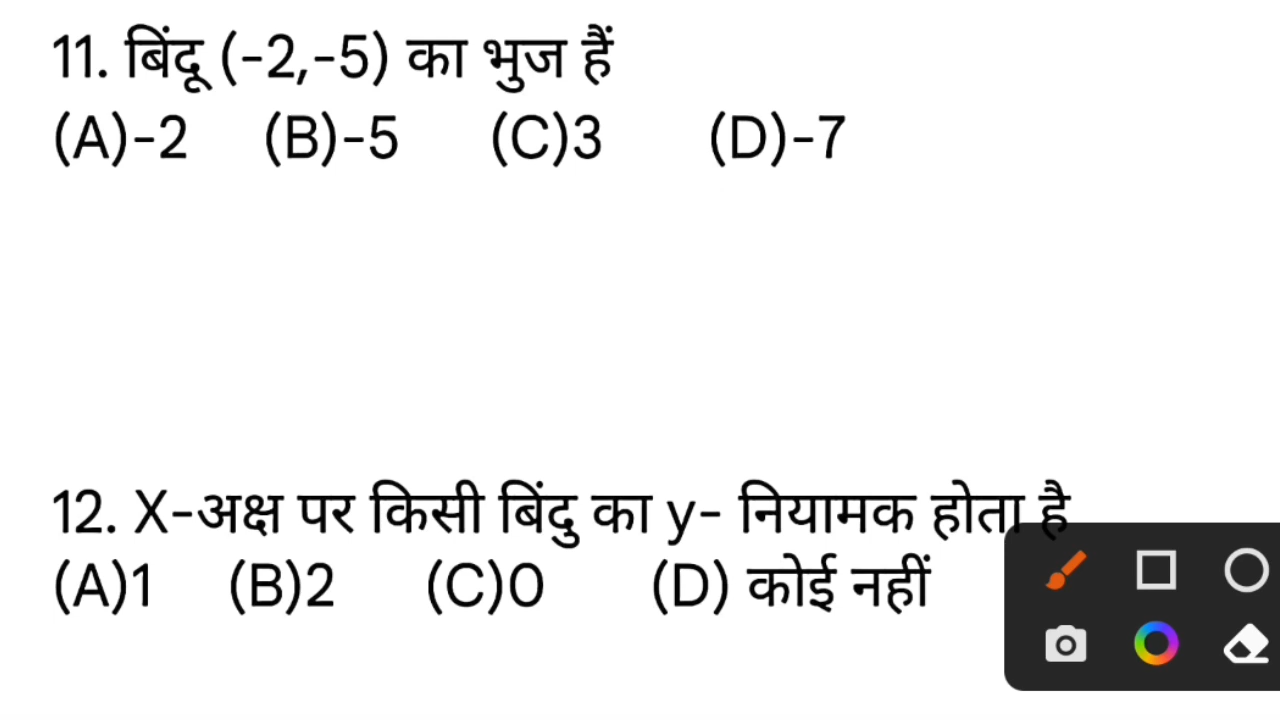 11. बिंदू (-2,-5) का भुज हैं
(A)-2 (B)-5 (C)3 (D)-7
12. X-अक्ष पर किसी बिंदु का y- नियामक होता है
(A)1 (B)2 (C)0 (D) कोई नहीं